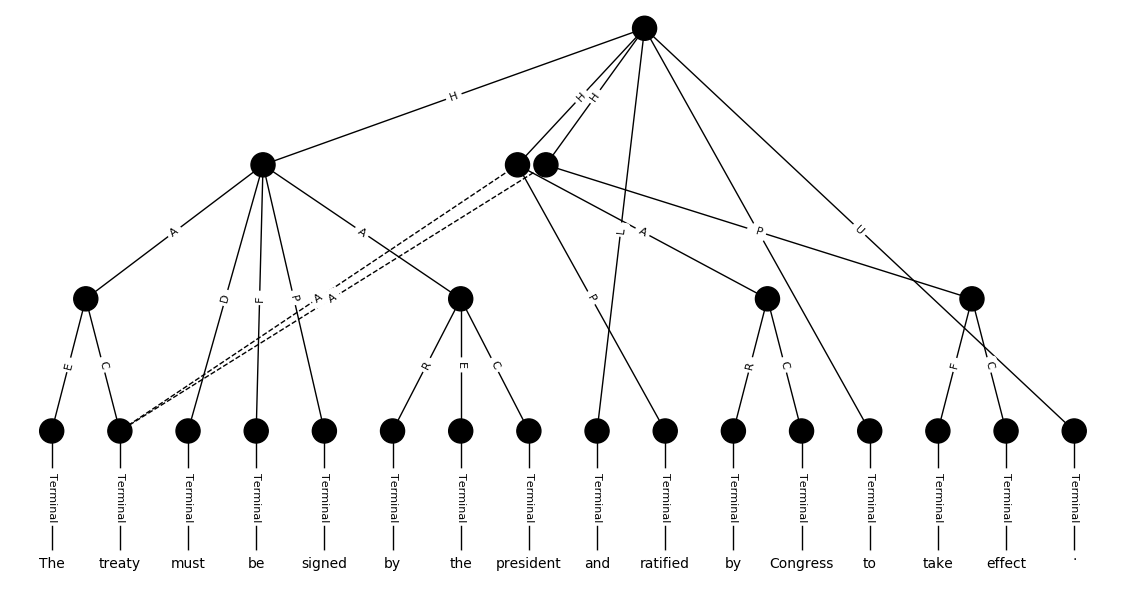 H H H
A A L A P U
D F P A A P
E C R E C R C F C
Terminal Terminal Terminal Terminal Terminal Terminal Terminal Terminal Terminal Terminal Terminal Terminal Terminal Terminal Terminal Terminal
The treaty must be signed by the president and ratified by Congress to take effect .